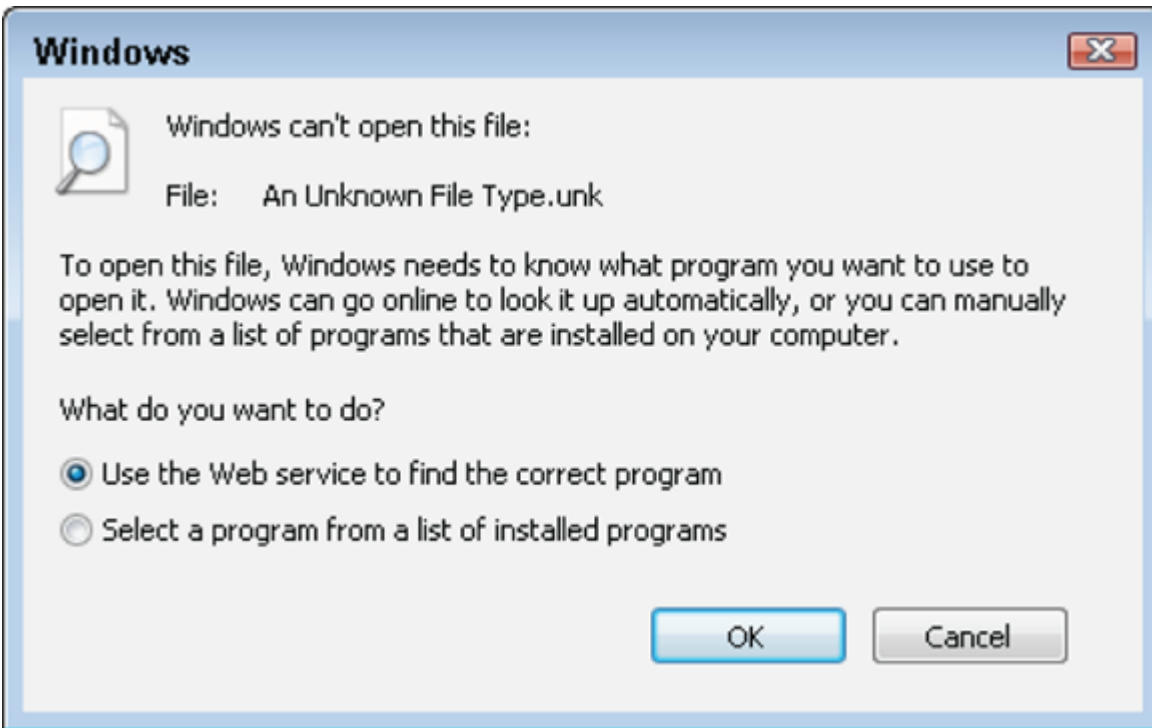 Windows
Windows can't open this file:
File: An Unknown File Type.unk
To open this file, Windows needs to know what program you want to use to
open it. Windows can go online to look it up automatically, or you can manually
select from a list of programs that are installed on your computer.
What do you want to do?
Use the Web service to find the correct program
Select a program from a list of installed programs
OK Cancel